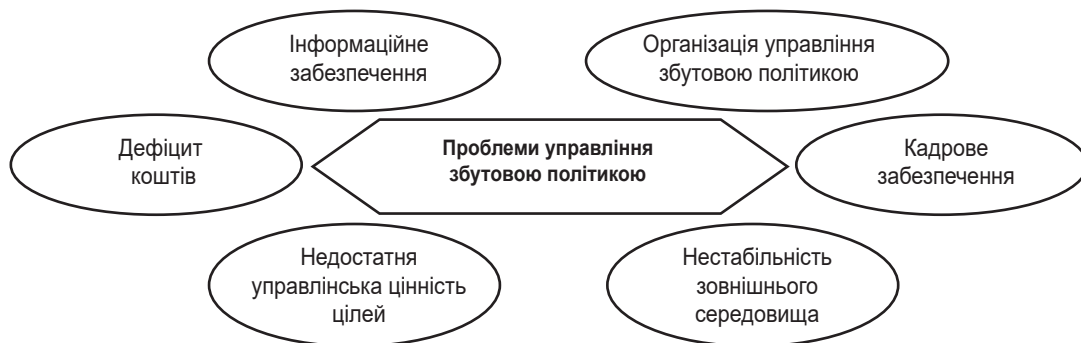 Інформаційне
забезпечення
Організація управління
збутовою політикою
Дефіцит
коштів
Проблеми управління
збутовою політикою
Кадрове
забезпечення
Недостатня
управлінська цінність
цілей
Нестабільність
зовнішнього
середовища